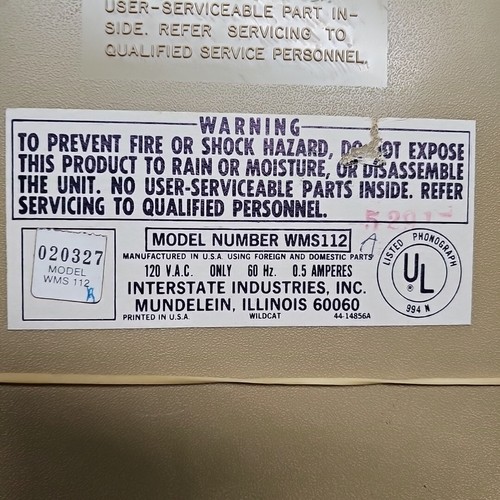 USER-SERVICEABLE PART IN-
SIDE. REFER SERVICING TO
QUALIFIED SERVICE PERSONNEL.
WARNING
TO PREVENT FIRE OR SHOCK HAZARD, DO NOT EXPOSE
THIS PRODUCT TO RAIN OR MOISTURE, OR DISASSEMBLE
THE UNIT. NO USER-SERVICEABLE PARTS INSIDE. REFER
SERVICING TO QUALIFIED PERSONNEL.
020327
MODEL
WMS 112
R
MODEL NUMBER WMS112
A
MANUFACTURED IN U.S.A. USING FOREIGN AND DOMESTIC PARTS
120 V.A.C. ONLY 60 Hz. 0.5 AMPERES
INTERSTATE INDUSTRIES, INC.
MUNDELEIN, ILLINOIS 60060
PRINTED IN U.S.A. WILDCAT 44-14856A
LISTED PHONOGRAPH
UL
®
994 N